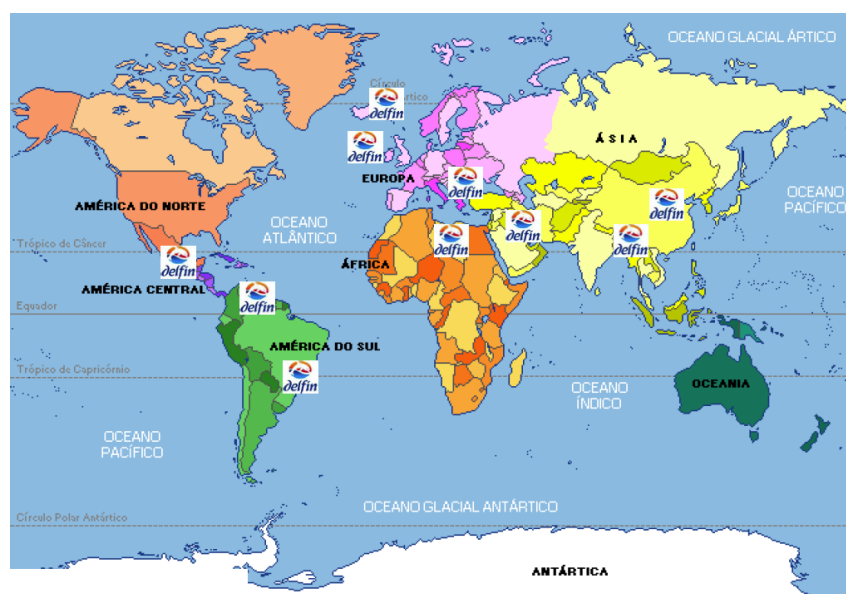 OCEANO GLACIAL ÁRTICO
Círculo
ártico
delfin
delfin
Á S I A
EUROPA
delfin
delfin
AMÉRICA DO NORTE
OCEANO
PACÍFICO
OCEANO
ATLÂNTICO
delfin
delfin
delfin
Trópico de Câncer
delfin
ÁFRICA
AMÉRICA CENTRAL
delfin
Equador
AMÉRICA DO SUL
Trópico de Capricórnio
delfin
OCEANIA
OCEANO
ÍNDICO
OCEANO
PACÍFICO
OCEANO GLACIAL ANTÁRTICO
Círculo Polar Antártico
ANTÁRTICA